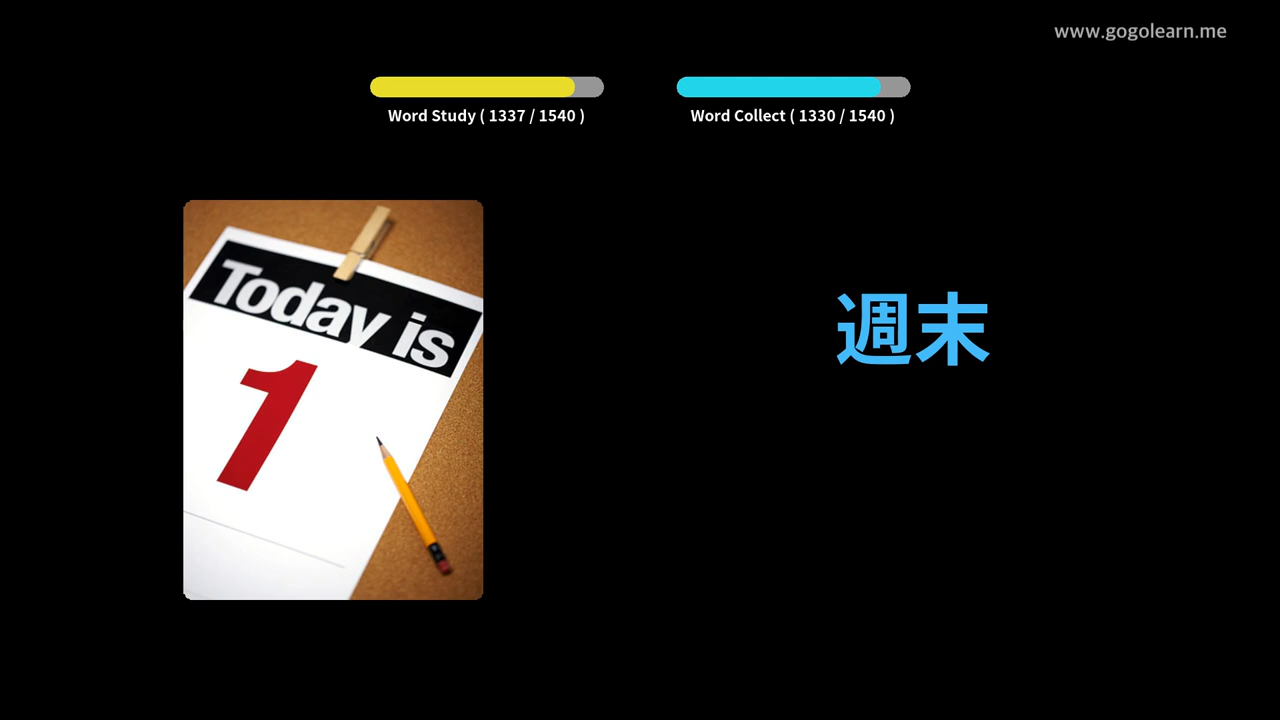 www.gogolearn.me
Word Study ( 1337 / 1540 )
Word Collect ( 1330 / 1540 )
Today is
1
週末